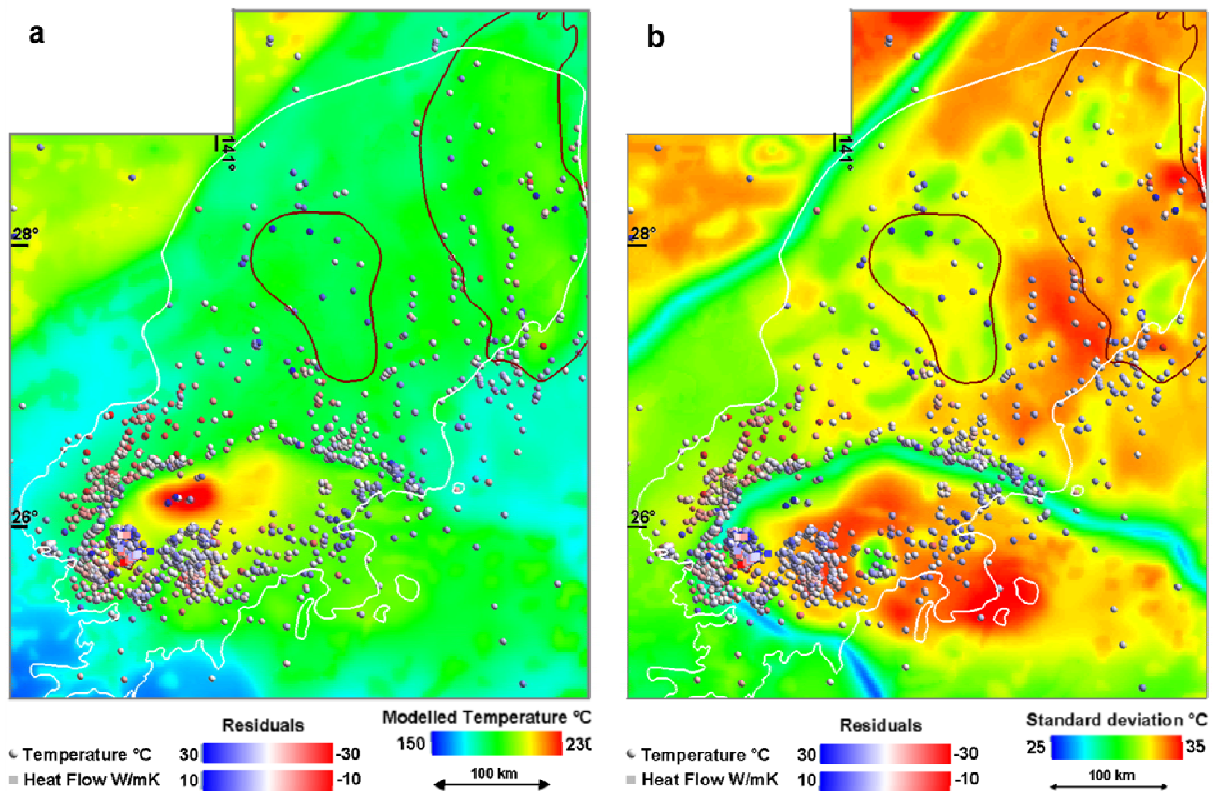 a
141°
28°
26°
Residuals
Modelled Temperature °C
Temperature °C
30
-30
150
230
Heat Flow W/mK
10
-10
100 km
b
141°
28°
26°
Residuals
Standard deviation °C
Temperature °C
30
-30
25
35
Heat Flow W/mK
10
-10
100 km